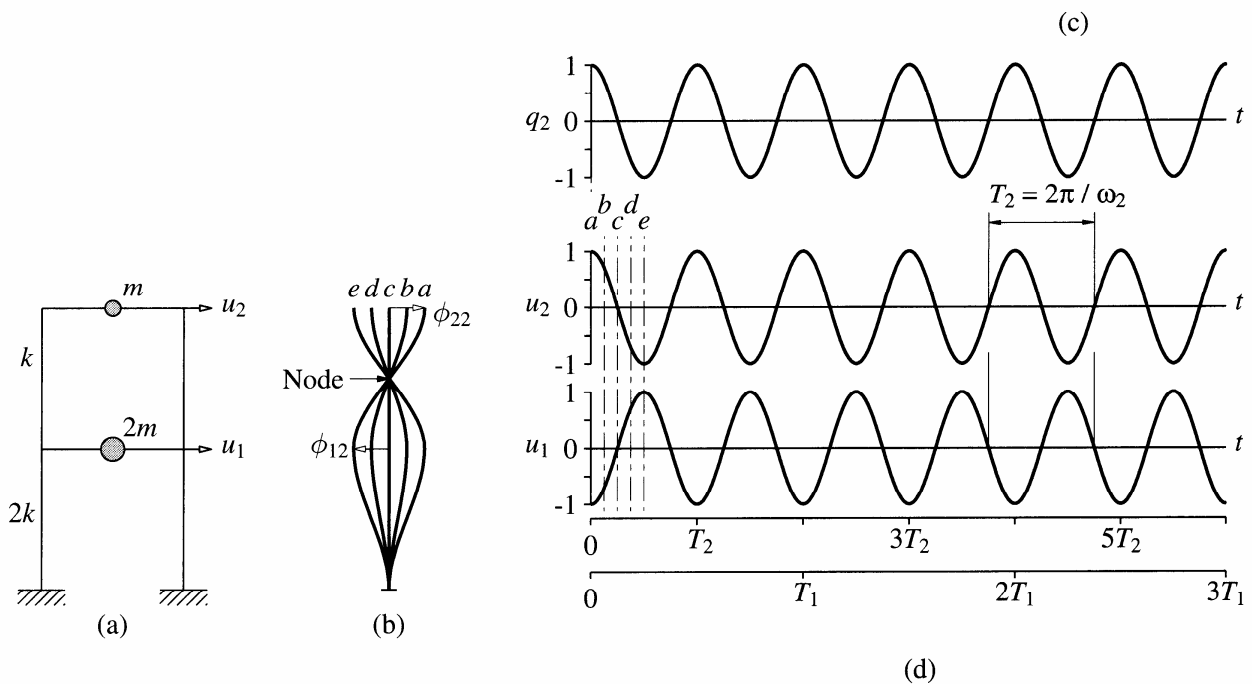 (c)
1
q2 0 t
-1
T2 = 2π / ω2
a b c d e
1
u2 0 t
-1
1
u1 0 t
-1
0 T2 3T2 5T2
0 T1 2T1 3T1
(d)
m
u2
k
2m
u1
2k
(a)
e d c b a
ϕ22
Node
ϕ12
(b)